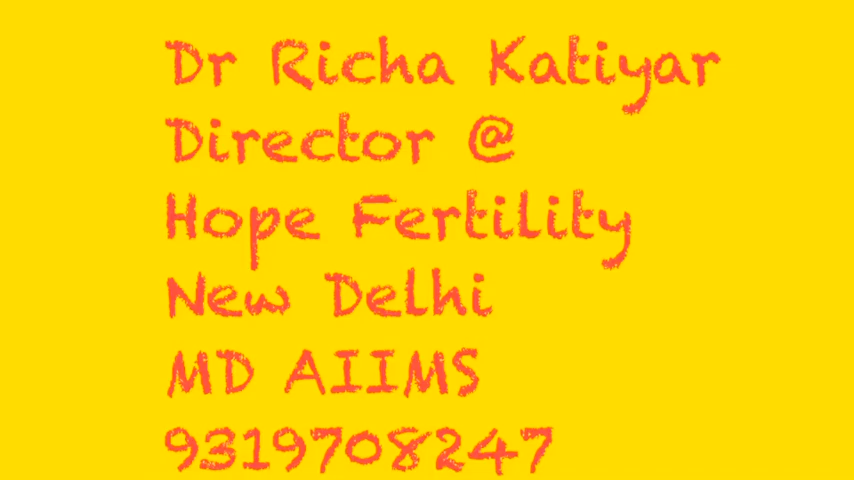 Dr Richa Katiyar
Director @
Hope Fertility
New Delhi
MD AIIMS
9319708247